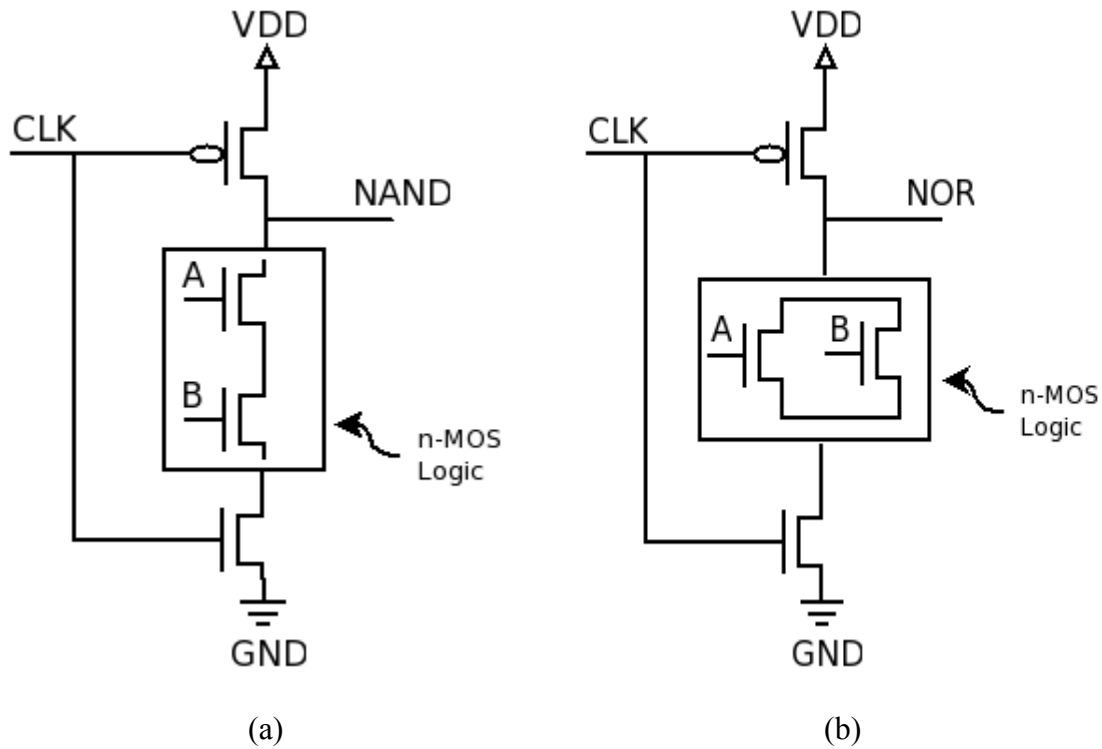 VDD
CLK
NAND
A
B
n-MOS
Logic
GND
(a)
VDD
CLK
NOR
A
B
n-MOS
Logic
GND
(b)